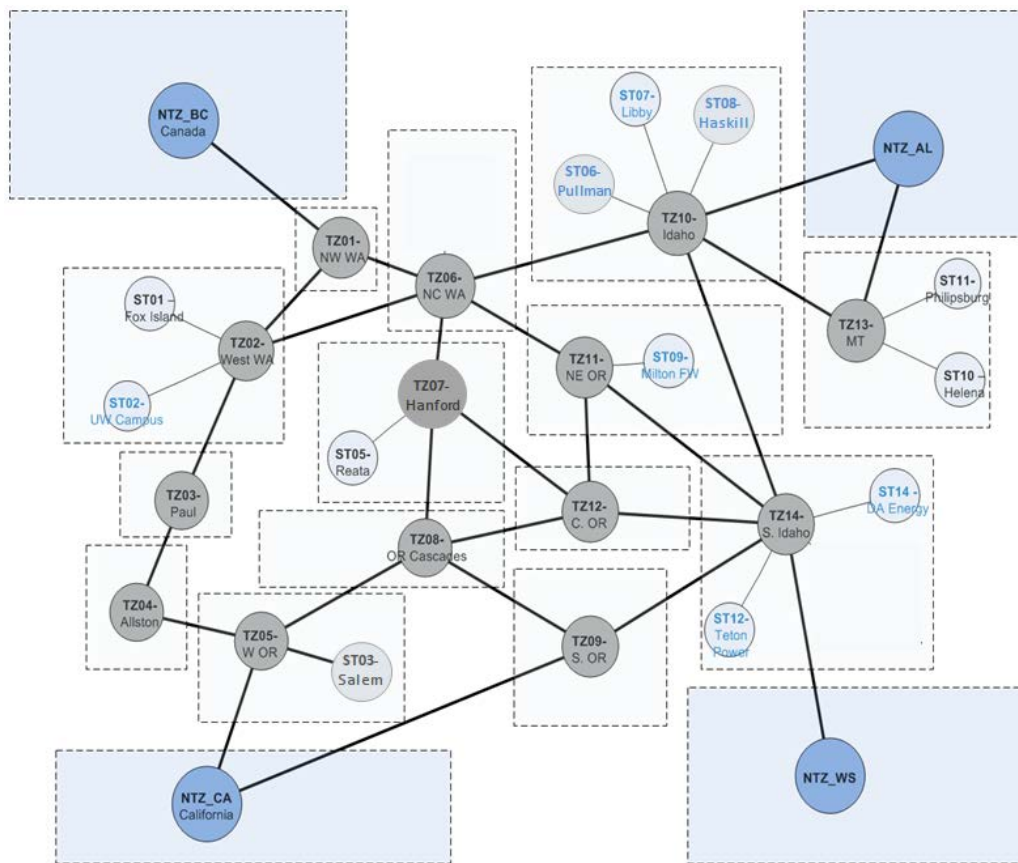 NTZ_BC
Canada
ST07-
Libby
ST08-
Haskill
NTZ_AL
ST06-
Pullman
TZ10-
Idaho
TZ01-
NW WA
TZ06-
NC WA
ST11-
Philipsburg
ST01 –
Fox Island
TZ02-
West WA
TZ13-
MT
TZ11-
NE OR
ST09-
Milton FW
ST10 –
Helena
TZ07-
Hanford
ST02-
UW Campus
ST05-
Reata
TZ03-
Paul
TZ12-
C. OR
TZ14-
S. Idaho
ST14 -
DA Energy
TZ08-
OR Cascades
TZ04-
Allston
TZ05-
W OR
ST03-
Salem
TZ09-
S. OR
ST12-
Teton
Power
NTZ_WS
NTZ_CA
California